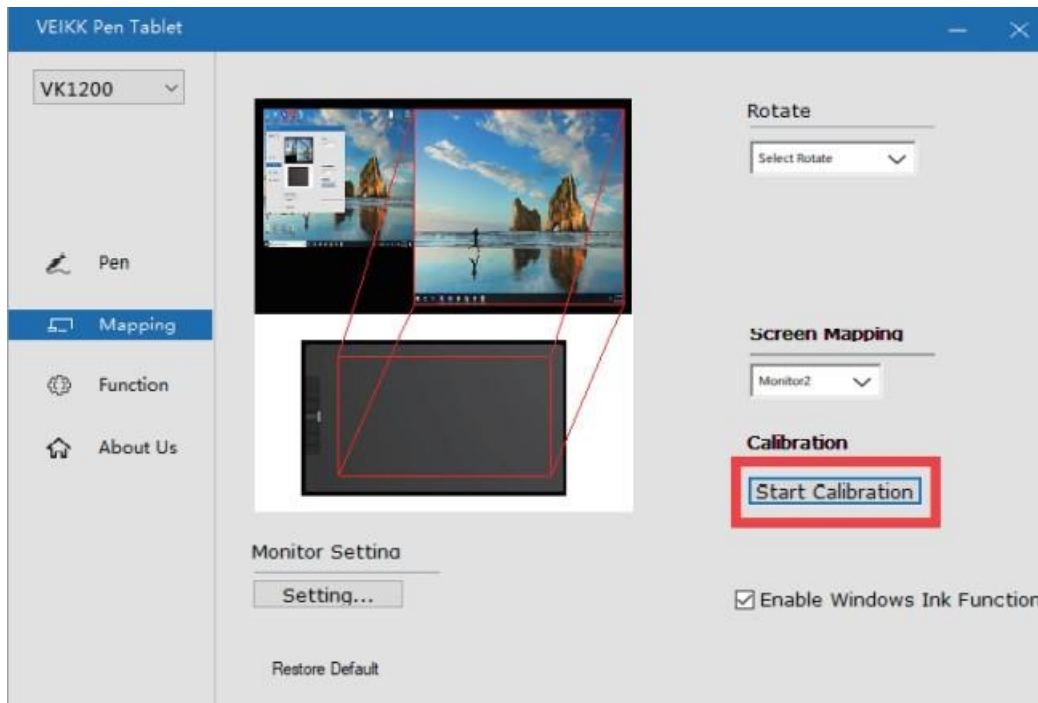 VEIKK Pen Tablet
VK1200
Pen
Mapping
Function
About Us
Rotate
Select Rotate
Screen Mapping
Monitor2
Calibration
Start Calibration
Monitor Setting
Setting...
Enable Windows Ink Function
Restore Default